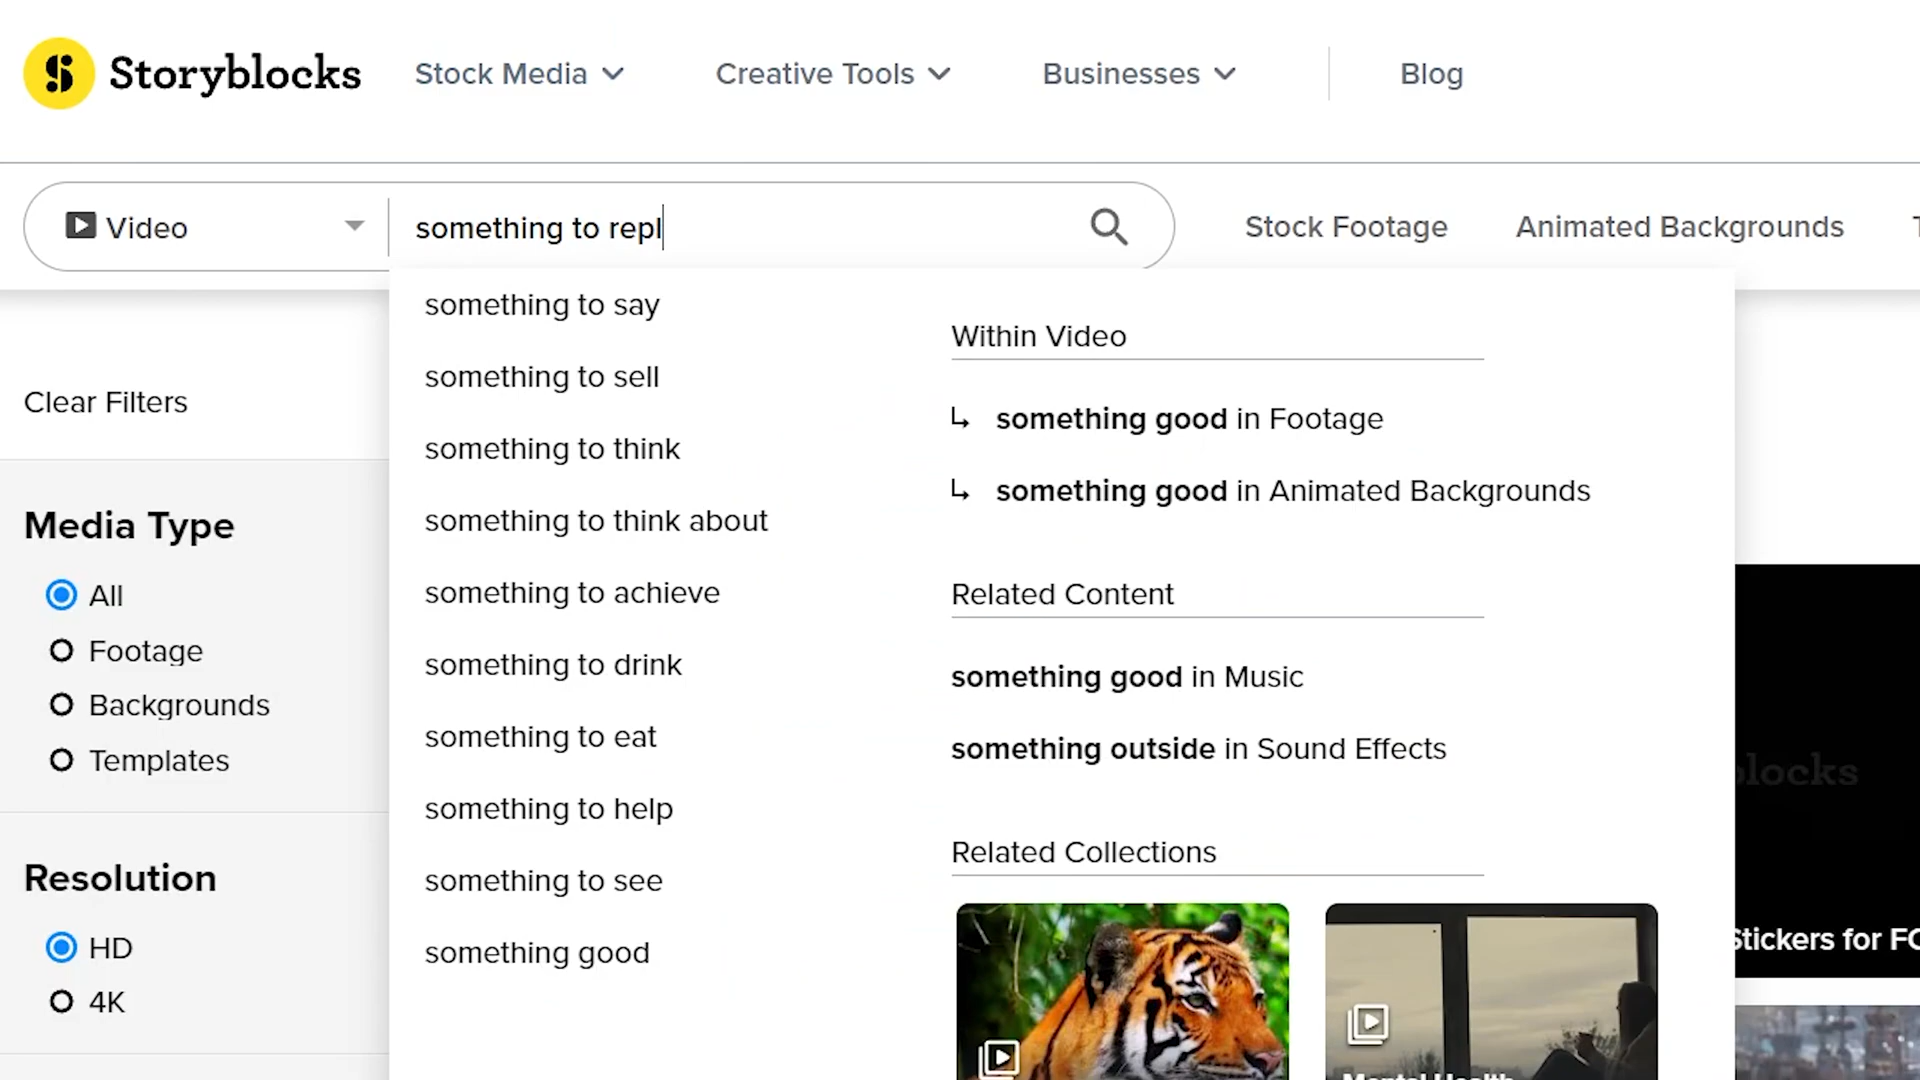 Storyblocks
Stock Media
Creative Tools
Businesses
Blog
Video
something to repl
Stock Footage
Animated Backgrounds
Clear Filters
Media Type
All
Footage
Backgrounds
Templates
Resolution
HD
4K
something to say
something to sell
something to think
something to think about
something to achieve
something to drink
something to eat
something to help
something to see
something good
Within Video
something good in Footage
something good in Animated Backgrounds
Related Content
something good in Music
something outside in Sound Effects
Related Collections
Mental Health
blocks
Stickers for FC